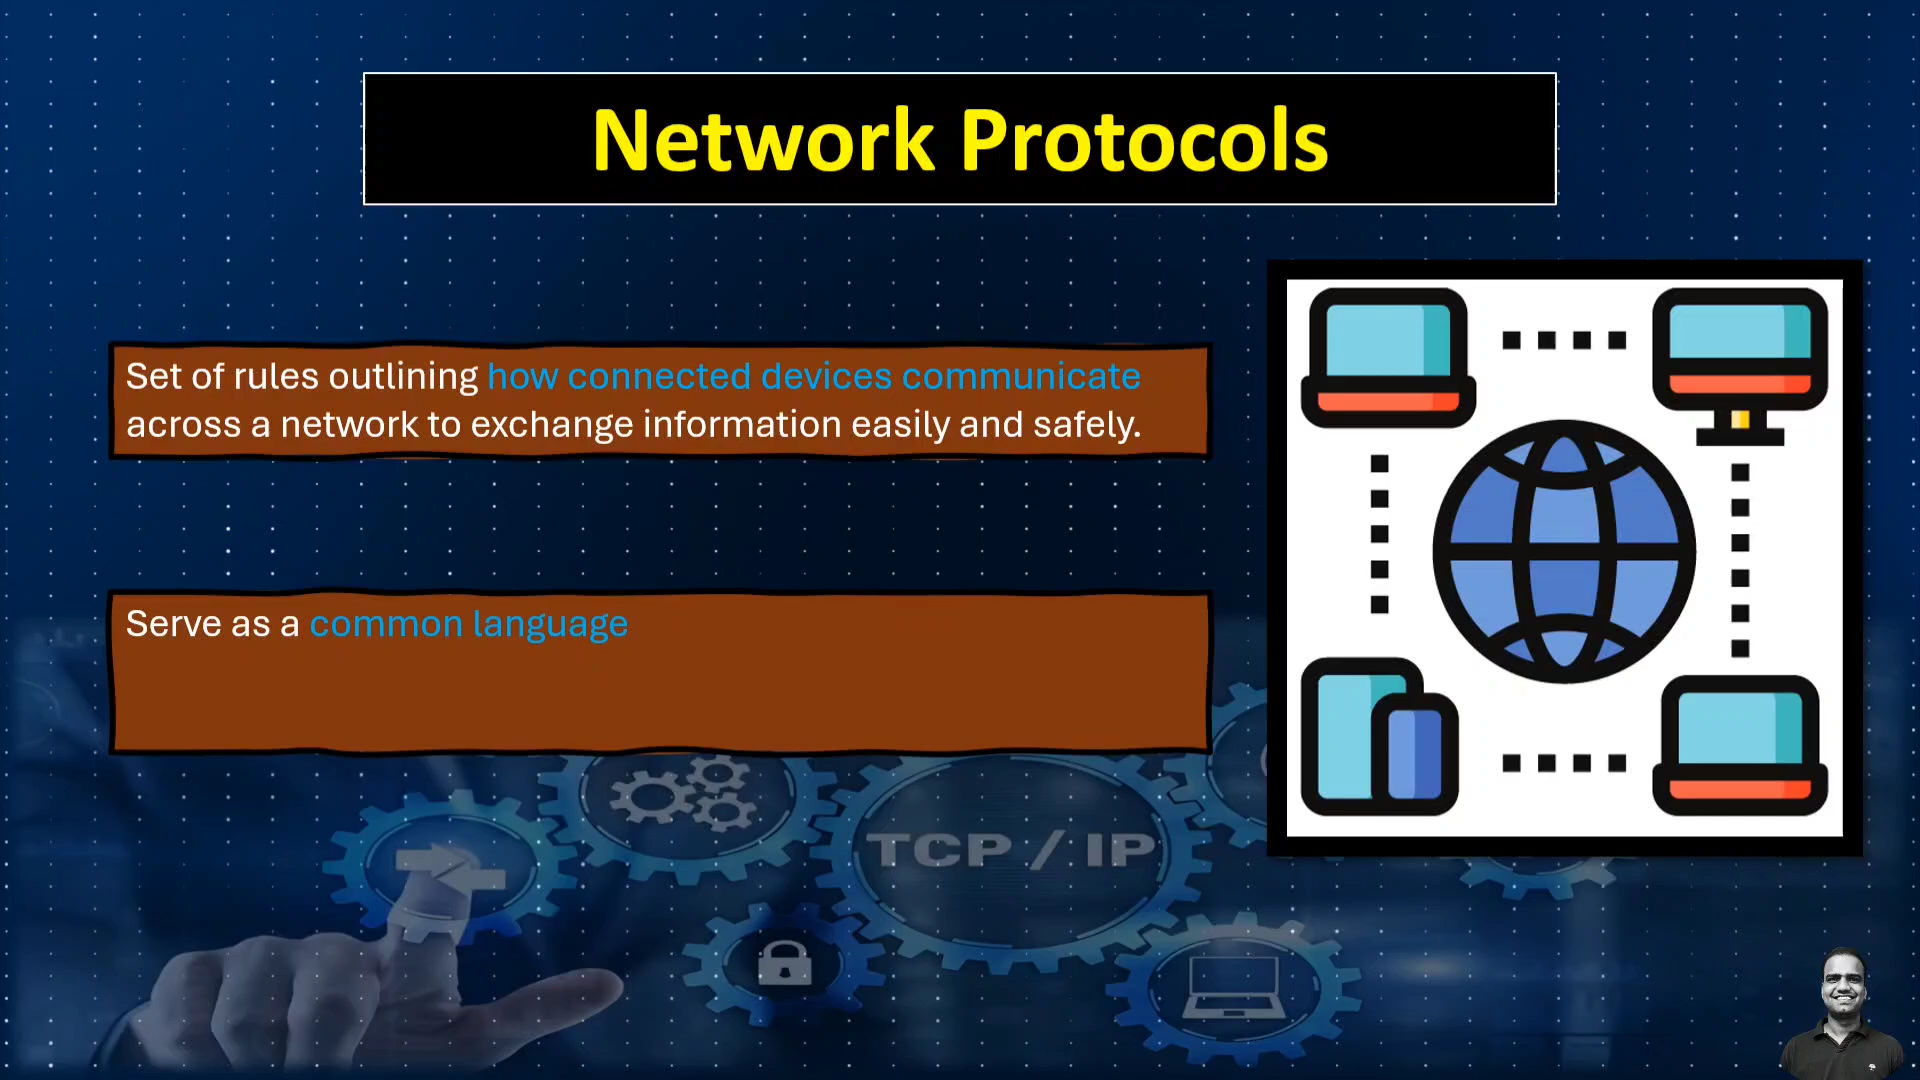 Network Protocols
Set of rules outlining how connected devices communicate
across a network to exchange information easily and safely.
Serve as a common language
TCP / IP